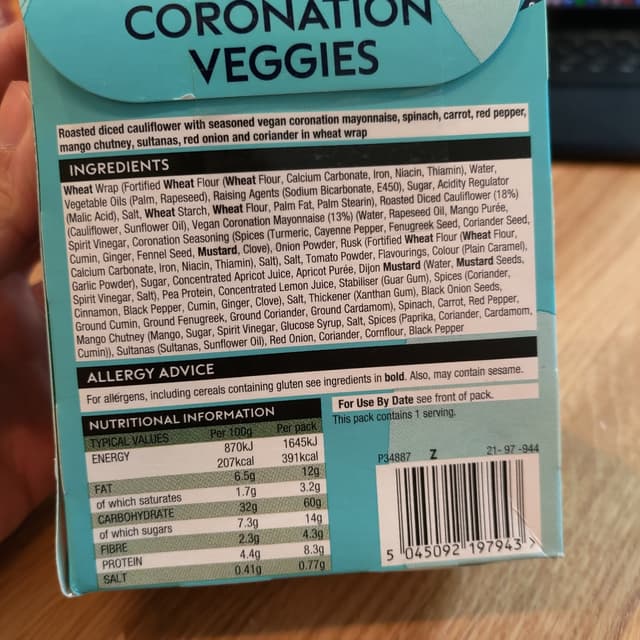 CORONATION
VEGGIES
Roasted diced cauliflower with seasoned vegan coronation mayonnaise, spinach, carrot, red pepper,
mango chutney, sultanas, red onion and coriander in wheat wrap
INGREDIENTS
Wheat Wrap (Fortified Wheat Flour (Wheat Flour, Calcium Carbonate, Iron, Niacin, Thiamin), Water,
Vegetable Oils (Palm, Rapeseed), Raising Agents (Sodium Bicarbonate, E450), Sugar, Acidity Regulator
(Malic Acid), Salt, Wheat Starch, Wheat Flour, Palm Fat, Palm Stearin), Roasted Diced Cauliflower (18%)
(Cauliflower, Sunflower Oil), Vegan Coronation Mayonnaise (13%) (Water, Rapeseed Oil, Mango Purée,
Spirit Vinegar, Coronation Seasoning (Spices (Turmeric, Cayenne Pepper, Fenugreek Seed, Coriander Seed,
Cumin, Ginger, Fennel Seed, Mustard, Clove), Onion Powder, Rusk (Fortified Wheat Flour (Wheat Flour,
Calcium Carbonate, Iron, Niacin, Thiamin), Salt), Salt, Tomato Powder, Flavourings, Colour (Plain Caramel),
Garlic Powder), Sugar, Concentrated Apricot Juice, Apricot Purée, Dijon Mustard (Water, Mustard Seeds,
Spirit Vinegar, Salt), Pea Protein, Concentrated Lemon Juice, Stabiliser (Guar Gum), Spices (Coriander,
Cinnamon, Black Pepper, Cumin, Ginger, Clove), Salt, Thickener (Xanthan Gum), Black Onion Seeds,
Ground Cumin, Ground Fenugreek, Ground Coriander, Ground Cardamom), Spinach, Carrot, Red Pepper,
Mango Chutney (Mango, Sugar, Spirit Vinegar, Glucose Syrup, Salt, Spices (Paprika, Coriander, Cardamom,
Cumin)), Sultanas (Sultanas, Sunflower Oil), Red Onion, Coriander, Cornflour, Black Pepper
ALLERGY ADVICE
For allergens, including cereals containing gluten see ingredients in bold. Also, may contain sesame.
NUTRITIONAL INFORMATION
TYPICAL VALUES Per 100g Per pack
ENERGY 870kJ 1645kJ
207kcal 391kcal
FAT 6.5g 12g
of which saturates 1.7g 3.2g
CARBOHYDRATE 32g 60g
of which sugars 7.3g 14g
FIBRE 2.3g 4.3g
PROTEIN 4.4g 8.3g
SALT 0.41g 0.77g
For Use By Date see front of pack.
This pack contains 1 serving.
P34887 Z 21-97-944
5 045092 197943